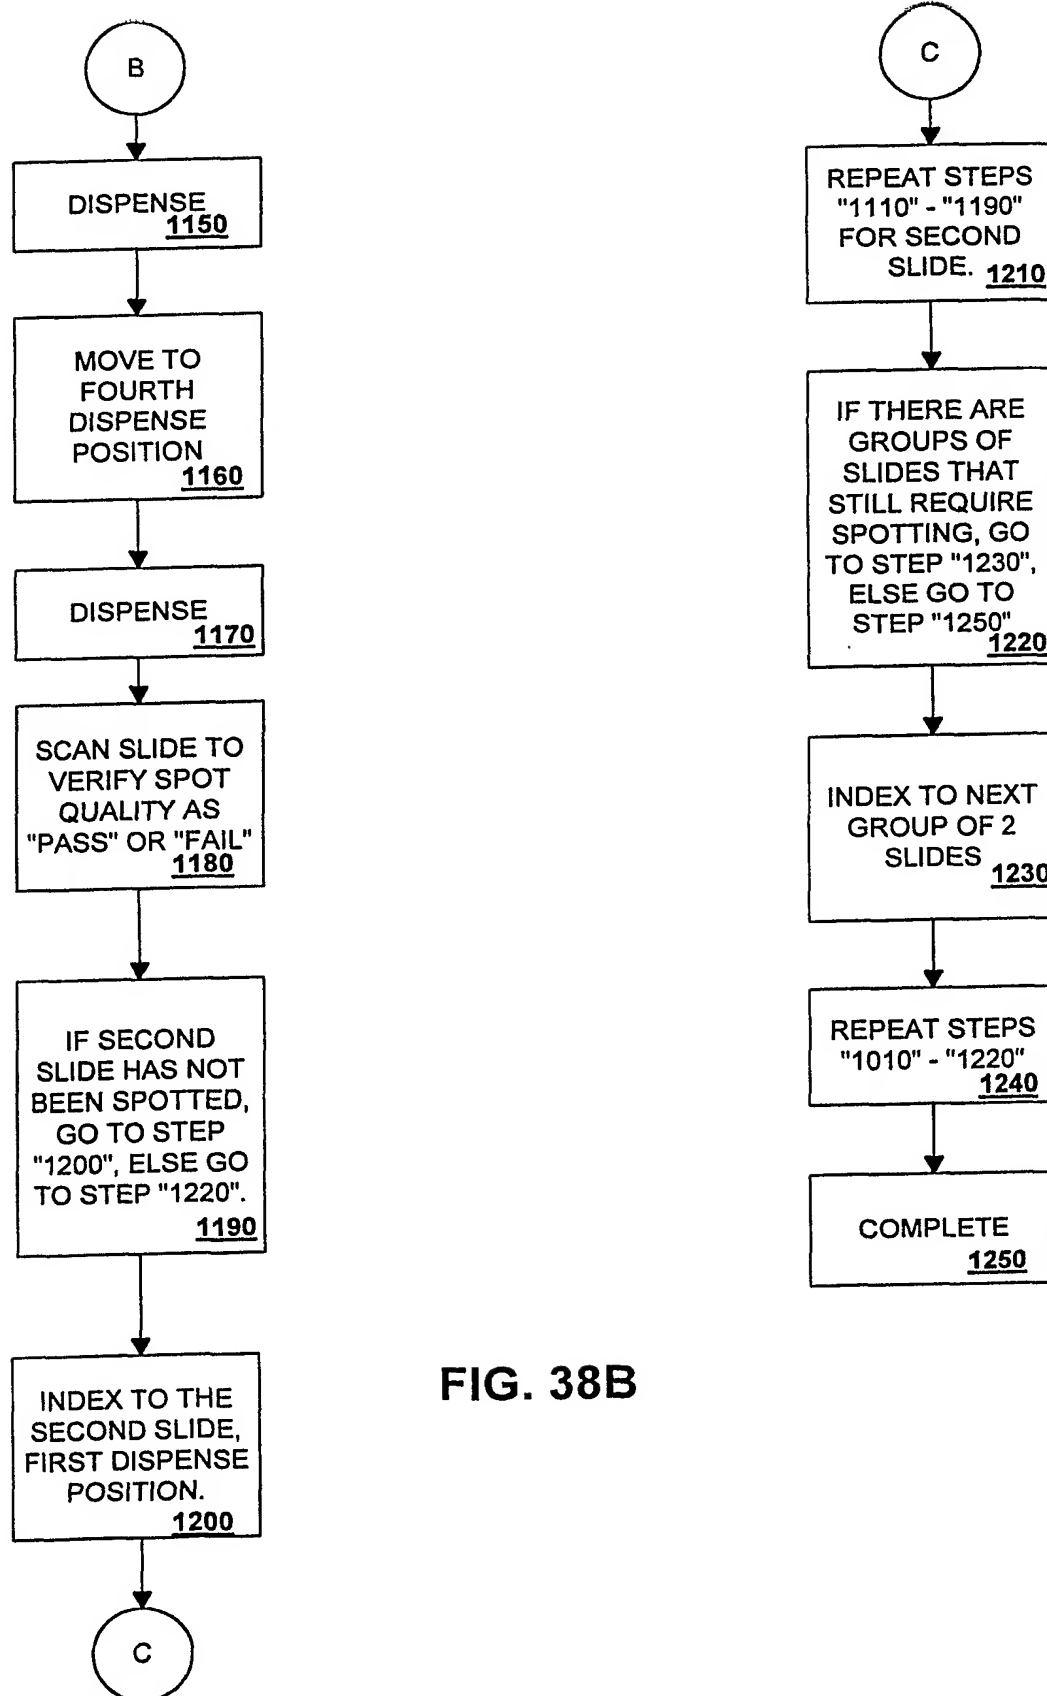 B
DISPENSE
1150
MOVE TO
FOURTH
DISPENSE
POSITION
1160
DISPENSE
1170
SCAN SLIDE TO
VERIFY SPOT
QUALITY AS
"PASS" OR "FAIL"
1180
IF SECOND
SLIDE HAS NOT
BEEN SPOTTED,
GO TO STEP
"1200", ELSE GO
TO STEP "1220".
1190
INDEX TO THE
SECOND SLIDE,
FIRST DISPENSE
POSITION.
1200
C
C
REPEAT STEPS
"1110" - "1190"
FOR SECOND
SLIDE. 1210
IF THERE ARE
GROUPS OF
SLIDES THAT
STILL REQUIRE
SPOTTING, GO
TO STEP "1230",
ELSE GO TO
STEP "1250"
1220
INDEX TO NEXT
GROUP OF 2
SLIDES
1230
REPEAT STEPS
"1010" - "1220"
1240
COMPLETE
1250
FIG. 38B